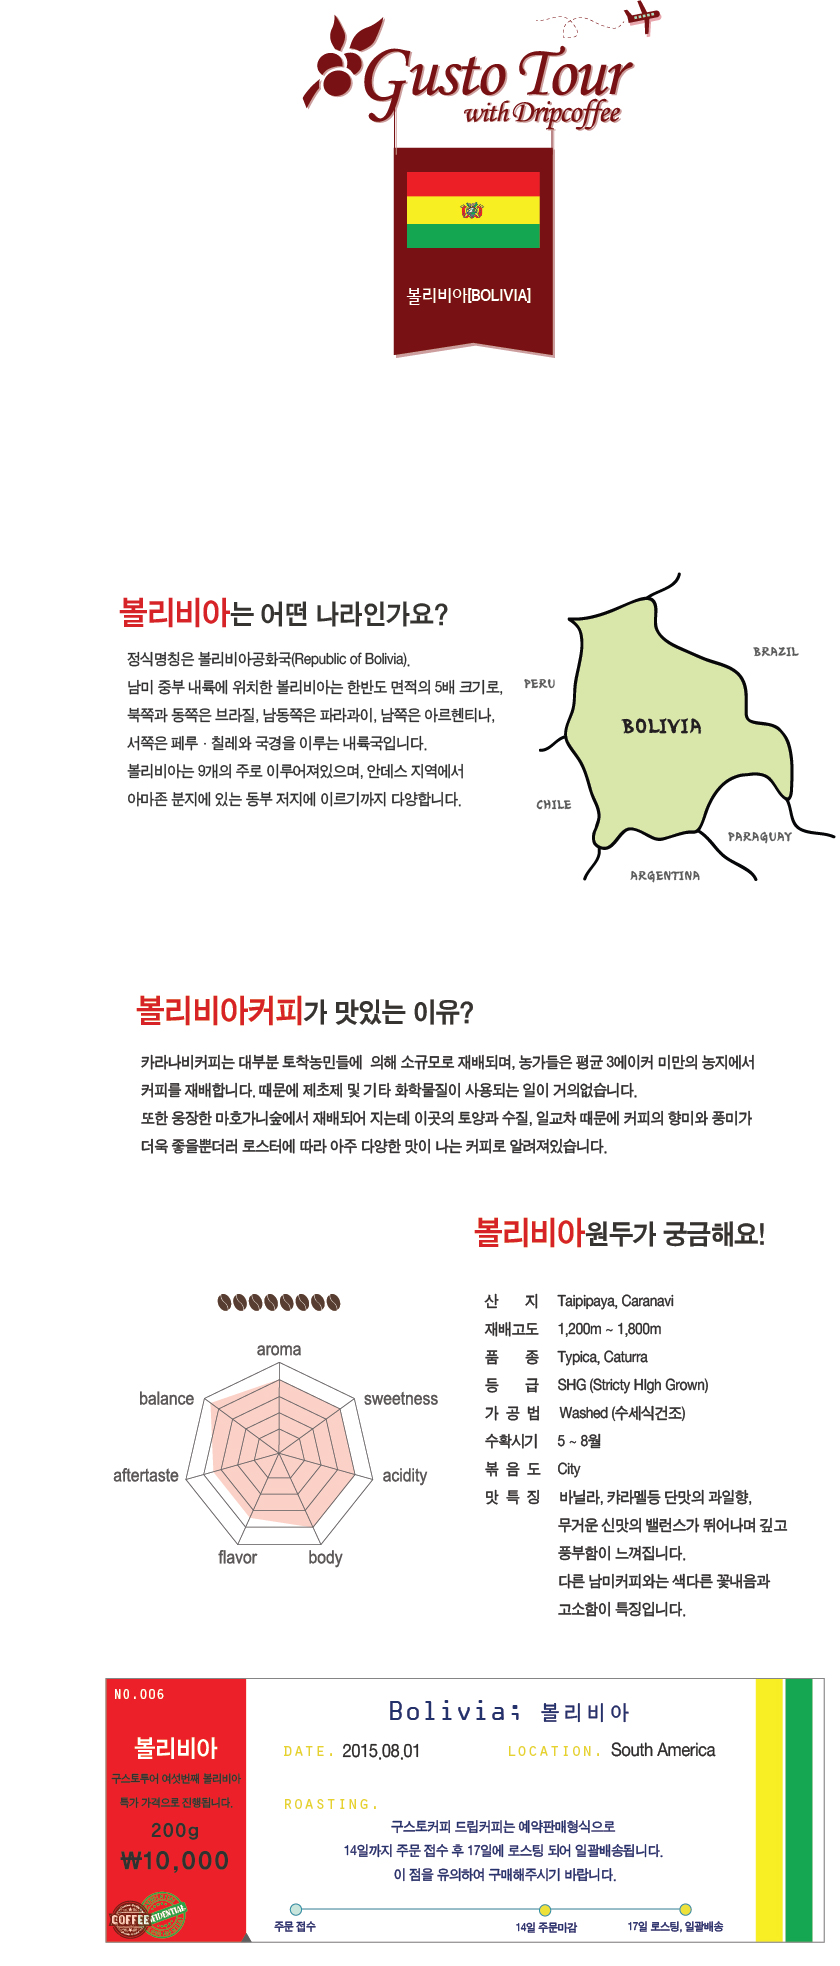 Gusto Tour
with Dripcoffee
볼리비아[BOLIVIA]
볼리비아는 어떤 나라인가요?
정식명칭은 볼리비아공화국(Republic of Bolivia).
남미 중부 내륙에 위치한 볼리비아는 한반도 면적의 5배 크기로,
북쪽과 동쪽은 브라질, 남동쪽은 파라과이, 남쪽은 아르헨티나,
서쪽은 페루 · 칠레와 국경을 이루는 내륙국입니다.
볼리비아는 9개의 주로 이루어져있으며, 안데스 지역에서
아마존 분지에 있는 동부 저지에 이르기까지 다양합니다.
BRAZIL
PERU
BOLIVIA
CHILE
PARAGUAY
ARGENTINA
볼리비아커피가 맛있는 이유?
카라나비커피는 대부분 토착농민들에 의해 소규모로 재배되며, 농가들은 평균 3에이커 미만의 농지에서
커피를 재배합니다. 때문에 제초제 및 기타 화학물질이 사용되는 일이 거의없습니다.
또한 웅장한 마호가니숲에서 재배되어 지는데 이곳의 토양과 수질, 일교차 때문에 커피의 향미와 풍미가
더욱 좋을뿐더러 로스터에 따라 아주 다양한 맛이 나는 커피로 알려져있습니다.
볼리비아원두가 궁금해요!
aroma
balance
sweetness
aftertaste
acidity
flavor
body
산 지 Taipipaya, Caranavi
재배고도 1,200m ~ 1,800m
품 종 Typica, Caturra
등 급 SHG (Stricty HIgh Grown)
가 공 법 Washed (수세식건조)
수확시기 5 ~ 8월
볶 음 도 City
맛 특 징 바닐라, 캬라멜등 단맛의 과일향,
무거운 신맛의 밸런스가 뛰어나며 깊고
풍부함이 느껴집니다.
다른 남미커피와는 색다른 꽃내음과
고소함이 특징입니다.
NO.006
볼리비아
구스토투어 여섯번째 볼리비아
특가 가격으로 진행됩니다.
200g
₩10,000
COFFEE
Bolivia; 볼리비아
DATE. 2015.08.01
LOCATION. South America
ROASTING.
구스토커피 드립커피는 예약판매형식으로
14일까지 주문 접수 후 17일에 로스팅 되어 일괄배송됩니다.
이 점을 유의하여 구매해주시기 바랍니다.
주문 접수
14일 주문마감
17일 로스팅, 일괄배송